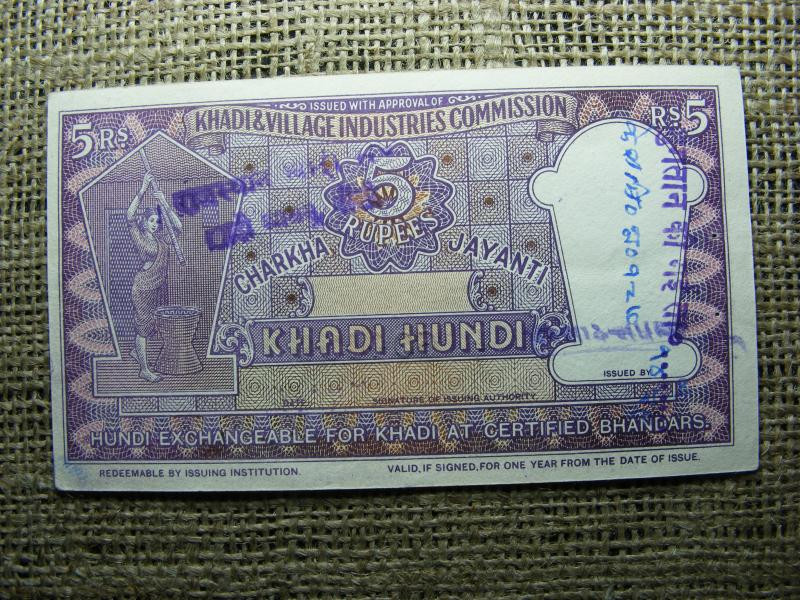 ISSUED WITH APPROVAL OF
KHADI & VILLAGE INDUSTRIES COMMISSION
5 RS
RS 5
5
RUPEES
CHARKHA JAYANTI
KHADI HUNDI
ISSUED BY
DATE SIGNATURE OF ISSUING AUTHORITY.
HUNDI EXCHANGEABLE FOR KHADI AT CERTIFIED BHANDARS.
REDEEMABLE BY ISSUING INSTITUTION.
VALID, IF SIGNED, FOR ONE YEAR FROM THE DATE OF ISSUE.
राजस्थान